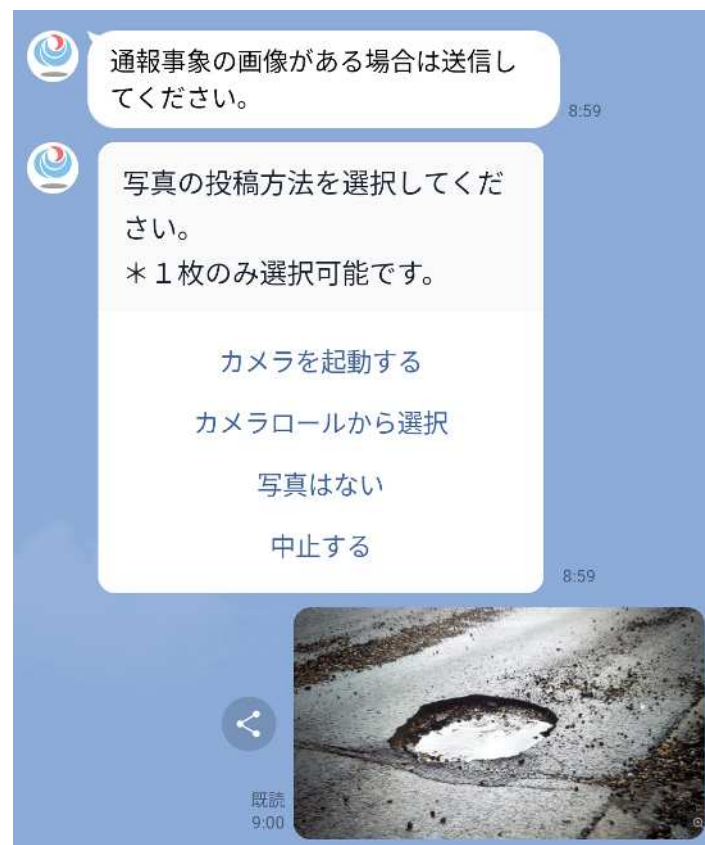 通報事象の画像がある場合は送信し
てください。
8:59
写真の投稿方法を選択してくだ
さい。
＊１枚のみ選択可能です。
カメラを起動する
カメラロールから選択
写真はない
中止する
8:59
既読
9:00